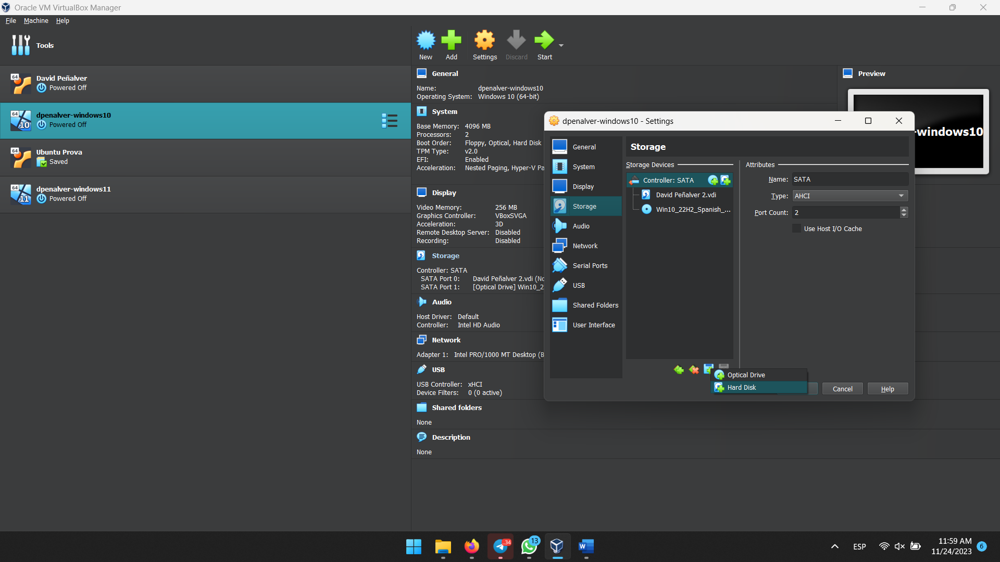 Oracle VM VirtualBox Manager
File Machine Help
Tools
New Add Settings Discard Start
64 David Peñalver
Powered Off
64 10 dpenalver-windows10
Powered Off
64 Ubuntu Prova
Saved
64 11 dpenalver-windows11
Powered Off
General
Name: dpenalver-windows10
Operating System: Windows 10 (64-bit)
System
Base Memory: 4096 MB
Processors: 2
Boot Order: Floppy, Optical, Hard Disk
TPM Type: v2.0
EFI: Enabled
Acceleration: Nested Paging, Hyper-V Pa
Display
Video Memory: 256 MB
Graphics Controller: VBoxSVGA
Acceleration: 3D
Remote Desktop Server: Disabled
Recording: Disabled
Storage
Controller: SATA
SATA Port 0: David Peñalver 2.vdi (No
SATA Port 1: [Optical Drive] Win10_2
Audio
Host Driver: Default
Controller: Intel HD Audio
Network
Adapter 1: Intel PRO/1000 MT Desktop (B
USB
USB Controller: xHCI
Device Filters: 0 (0 active)
Shared folders
None
Description
None
Preview
-windows10
dpenalver-windows10 - Settings
General
System
Display
Storage
Audio
Network
Serial Ports
USB
Shared Folders
User Interface
Storage
Storage Devices
Controller: SATA
David Peñalver 2.vdi
Win10_22H2_Spanish_...
Attributes
Name: SATA
Type: AHCI
Port Count: 2
Use Host I/O Cache
Optical Drive
Hard Disk
Cancel Help
34
13
W
ESP
11:59 AM
11/24/2023
6